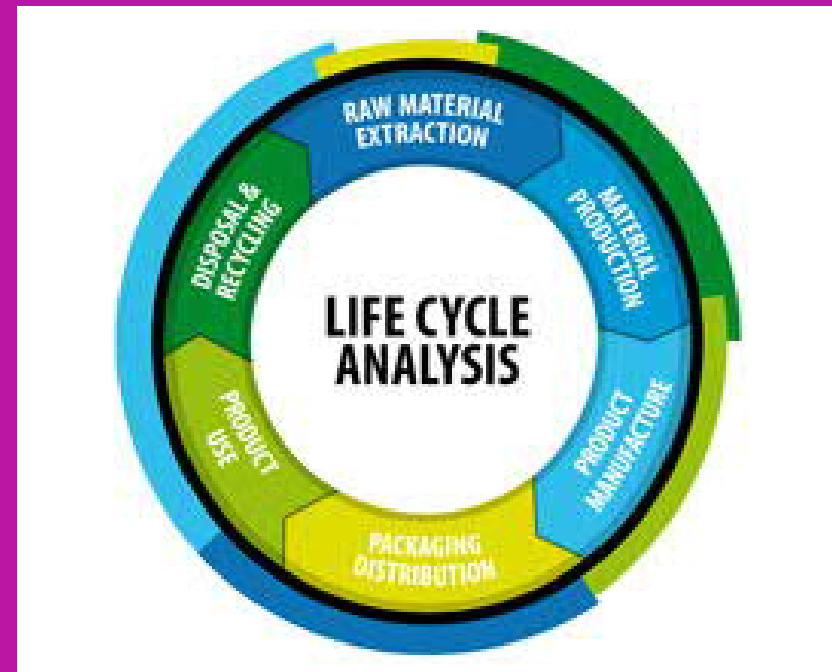 RAW MATERIAL
EXTRACTION
MATERIAL
PRODUCTION
PRODUCT
MANUFACTURE
PACKAGING
DISTRIBUTION
PRODUCT
USE
DISPOSAL &
RECYCLING
LIFE CYCLE
ANALYSIS